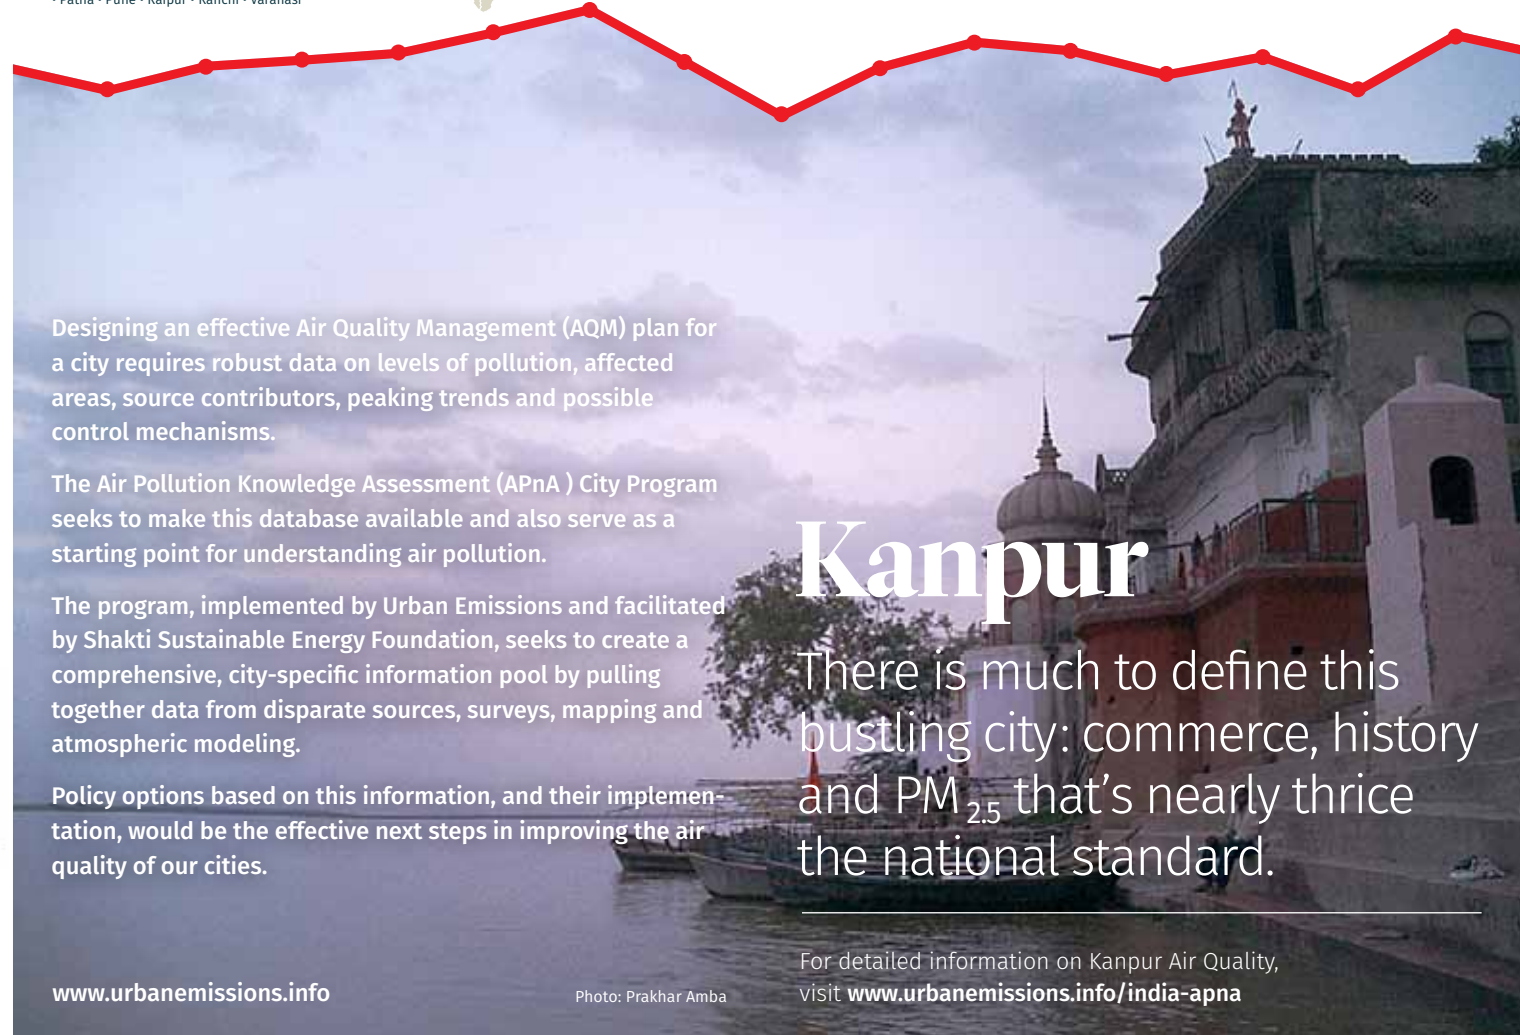 • Patna • Pune • Raipur • Ranchi • Varanasi
Designing an effective Air Quality Management (AQM) plan for
a city requires robust data on levels of pollution, affected
areas, source contributors, peaking trends and possible
control mechanisms.
The Air Pollution Knowledge Assessment (APnA ) City Program
seeks to make this database available and also serve as a
starting point for understanding air pollution.
The program, implemented by Urban Emissions and facilitated
by Shakti Sustainable Energy Foundation, seeks to create a
comprehensive, city-specific information pool by pulling
together data from disparate sources, surveys, mapping and
atmospheric modeling.
Policy options based on this information, and their implemen-
tation, would be the effective next steps in improving the air
quality of our cities.
www.urbanemissions.info
Photo: Prakhar Amba
Kanpur
There is much to define this
bustling city: commerce, history
and PM 2.5 that’s nearly thrice
the national standard.
For detailed information on Kanpur Air Quality,
visit www.urbanemissions.info/india-apna